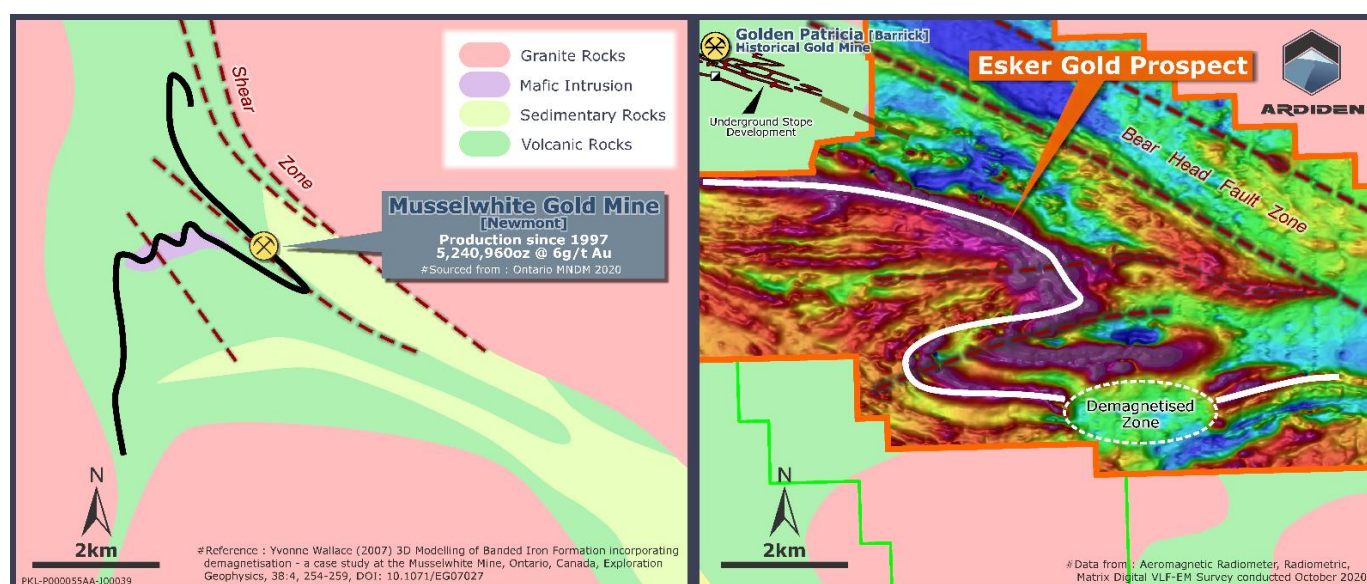 Granite Rocks
Mafic Intrusion
Sedimentary Rocks
Volcanic Rocks
Shear
Zone
Musselwhite Gold Mine
[Newmont]
Production since 1997
5,240,960oz @ 6g/t Au
#Sourced from : Ontario MNDM 2020
N
2km
#Reference : Yvonne Wallace (2007) 3D Modelling of Banded Iron Formation incorporating
demagnetisation - a case study at the Musselwhite Mine, Ontario, Canada, Exploration
Geophysics, 38:4, 254-259, DOI: 10.1071/EG07027
PKL-P000055AA-J00039
Golden Patricia [Barrick]
Historical Gold Mine
Underground Stope
Development
Esker Gold Prospect
ARDIDEN
Bear Head Fault Zone
Demagnetised
Zone
N
2km
#Data from : Aeromagnetic Radiometer, Radiometric,
Matrix Digital VLF-EM Survey conducted October 2020